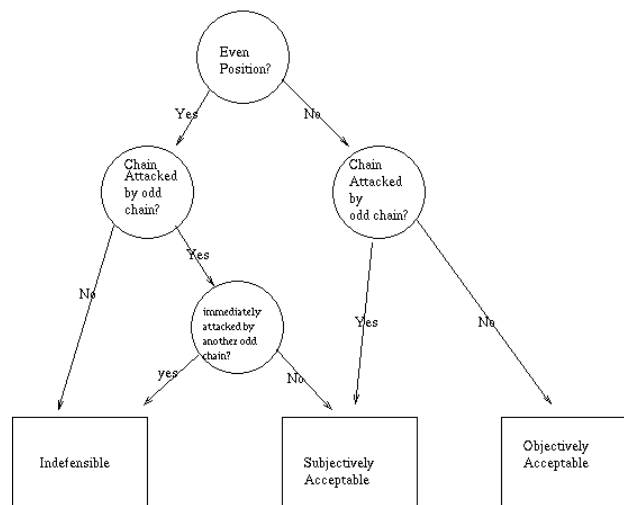 Even
Position?
Yes
No
Chain
Attacked
by odd
chain?
Chain
Attacked
by
odd chain?
Yes
No
immediately
attacked by
another odd
chain?
Yes
No
yes
No
Indefensible
Subjectively
Acceptable
Objectively
Acceptable